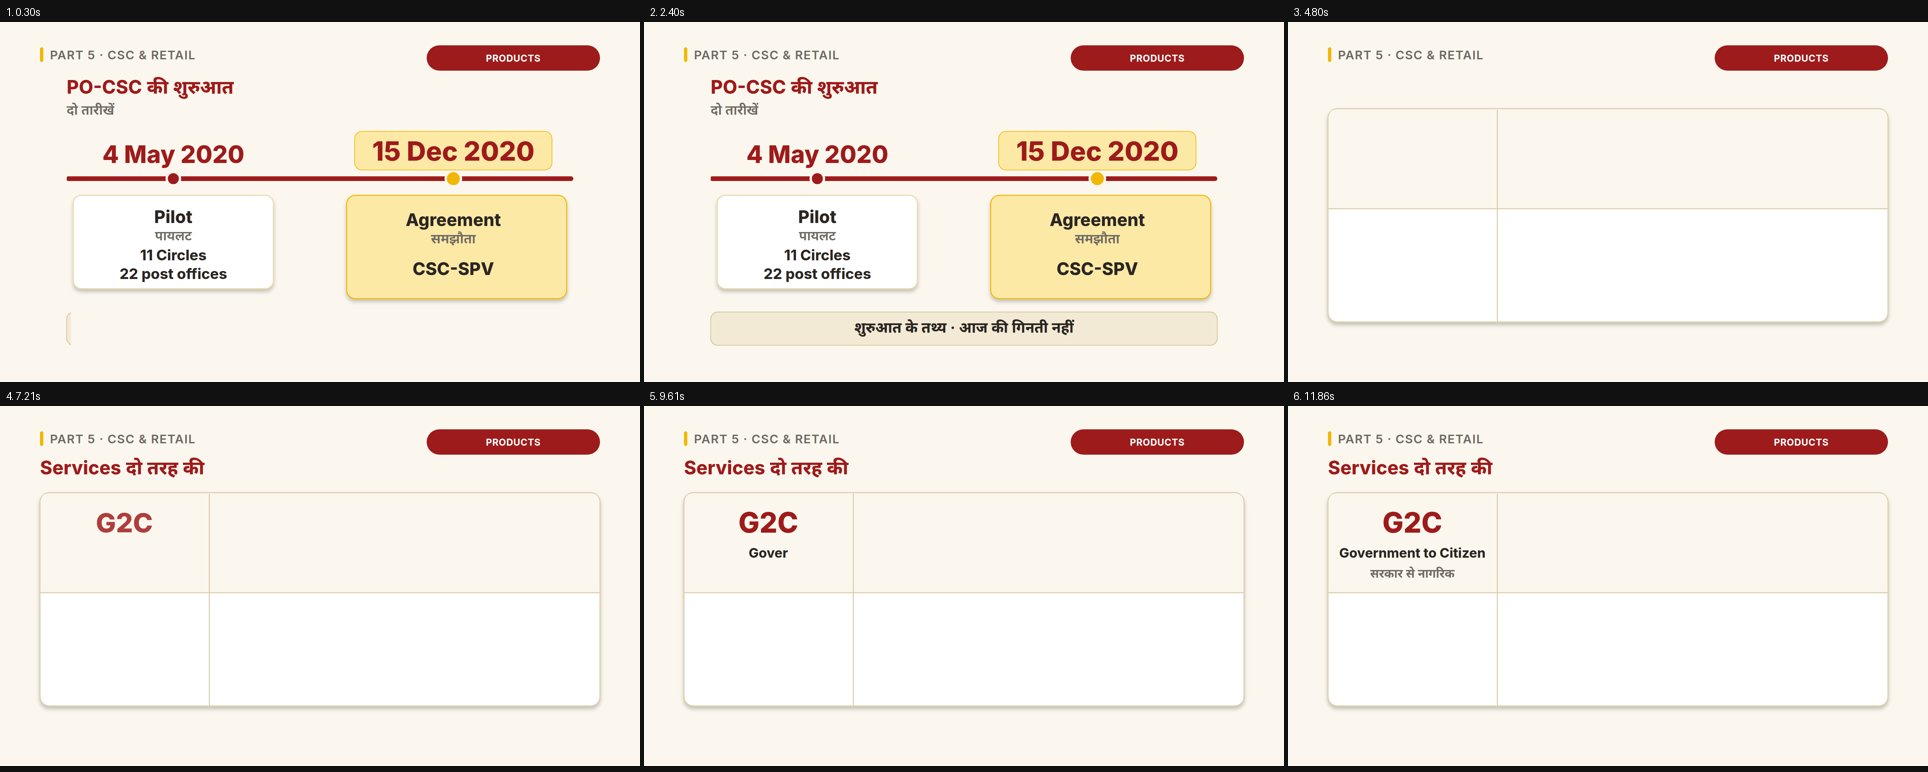 1. 0.30s
PART 5 · CSC & RETAIL
PRODUCTS
PO-CSC की शुरुआत
दो तारीखें
4 May 2020
15 Dec 2020
Pilot
पायलट
11 Circles
22 post offices
Agreement
समझौता
CSC-SPV
2. 2.40s
PART 5 · CSC & RETAIL
PRODUCTS
PO-CSC की शुरुआत
दो तारीखें
4 May 2020
15 Dec 2020
Pilot
पायलट
11 Circles
22 post offices
Agreement
समझौता
CSC-SPV
शुरुआत के तथ्य · आज की गिनती नहीं
3. 4.80s
PART 5 · CSC & RETAIL
PRODUCTS
4. 7.21s
PART 5 · CSC & RETAIL
PRODUCTS
Services दो तरह की
G2C
5. 9.61s
PART 5 · CSC & RETAIL
PRODUCTS
Services दो तरह की
G2C
Gover
6. 11.86s
PART 5 · CSC & RETAIL
PRODUCTS
Services दो तरह की
G2C
Government to Citizen
सरकार से नागरिक